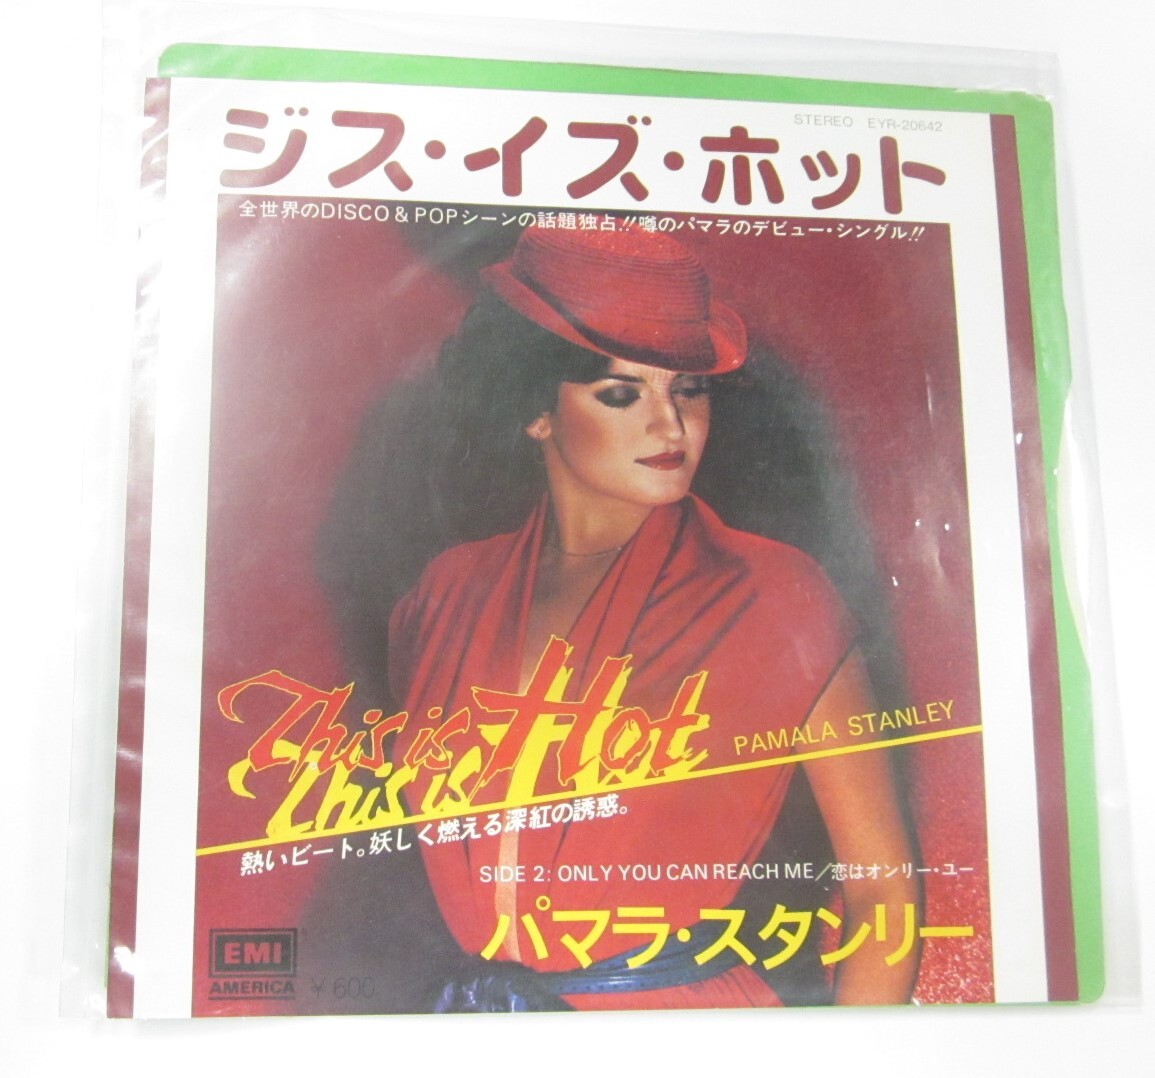 STEREO EYR-20642
ジス・イズ・ホット
全世界のDISCO & POPシーンの話題独占!! 噂のパマラのデビュー・シングル!!
This is Hot
This is
PAMALA STANLEY
熱いビート。妖しく燃える深紅の誘惑。
SIDE 2: ONLY YOU CAN REACH ME／恋はオンリー・ユー
パマラ・スタンリー
EMI
AMERICA ¥600